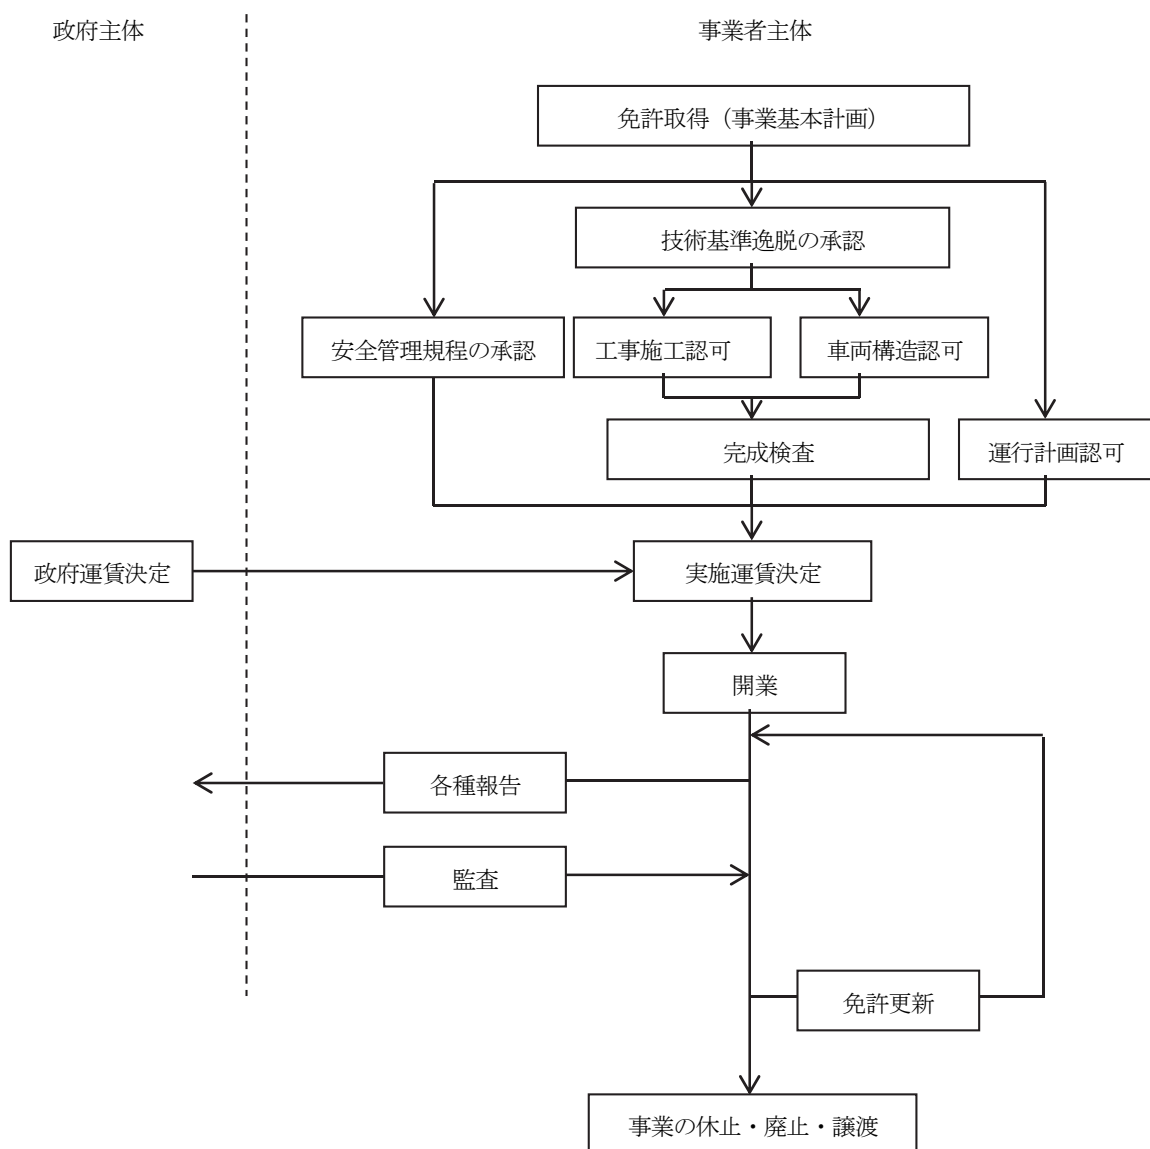 政府主体
事業者主体
免許取得（事業基本計画）
技術基準逸脱の承認
安全管理規程の承認
工事施工認可
車両構造認可
完成検査
運行計画認可
政府運賃決定
実施運賃決定
開業
各種報告
監査
免許更新
事業の休止・廃止・譲渡